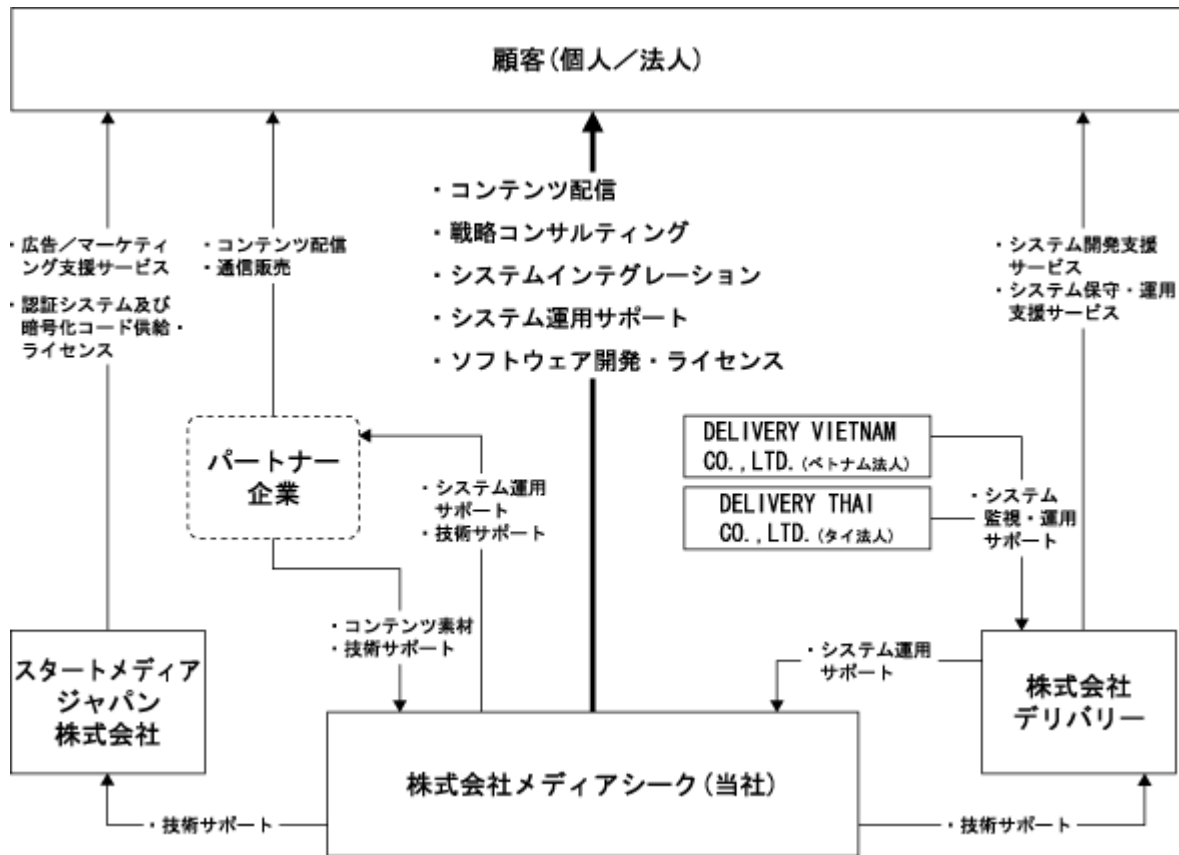 顧客(個人／法人)
・広告／マーケティ
ング支援サービス
・認証システム及び
暗号化コード供給・
ライセンス
・コンテンツ配信
・通信販売
・コンテンツ配信
・戦略コンサルティング
・システムインテグレーション
・システム運用サポート
・ソフトウェア開発・ライセンス
・システム開発支援
サービス
・システム保守・運用
支援サービス
パートナー
企業
・システム運用
サポート
・技術サポート
DELIVERY VIETNAM
CO.,LTD.(ベトナム法人)
DELIVERY THAI
CO.,LTD.(タイ法人)
・システム
監視・運用
サポート
・コンテンツ素材
・技術サポート
・システム運用
サポート
スタートメディア
ジャパン
株式会社
株式会社
デリバリー
株式会社メディアシーク(当社)
・技術サポート
・技術サポート